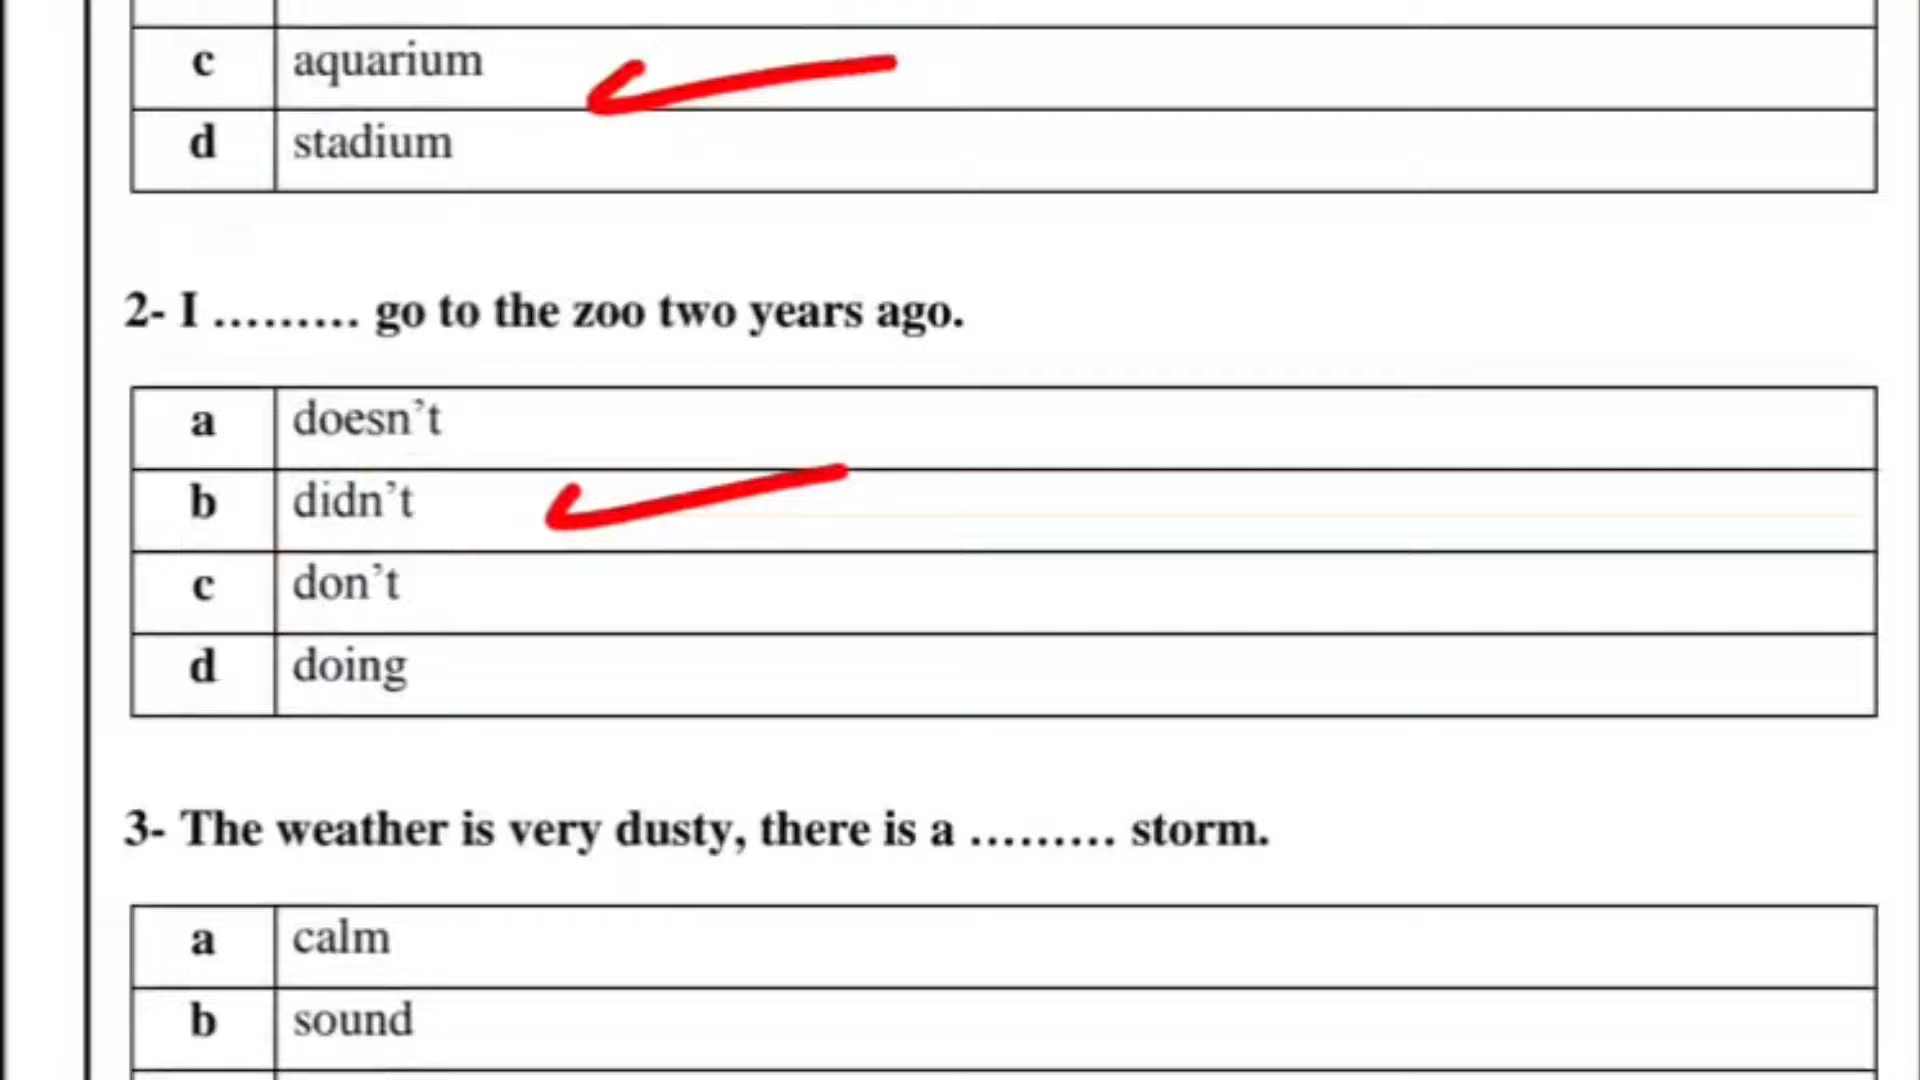 c aquarium
d stadium
2- I ......... go to the zoo two years ago.
a doesn’t
b didn’t
c don’t
d doing
3- The weather is very dusty, there is a ......... storm.
a calm
b sound